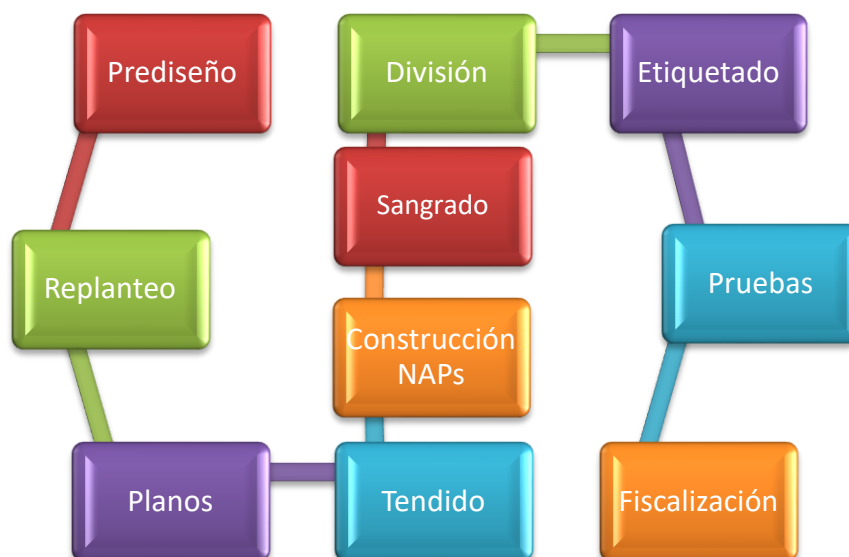 Prediseño
Replanteo
Planos
Tendido
Construcción
NAPs
Sangrado
División
Etiquetado
Pruebas
Fiscalización